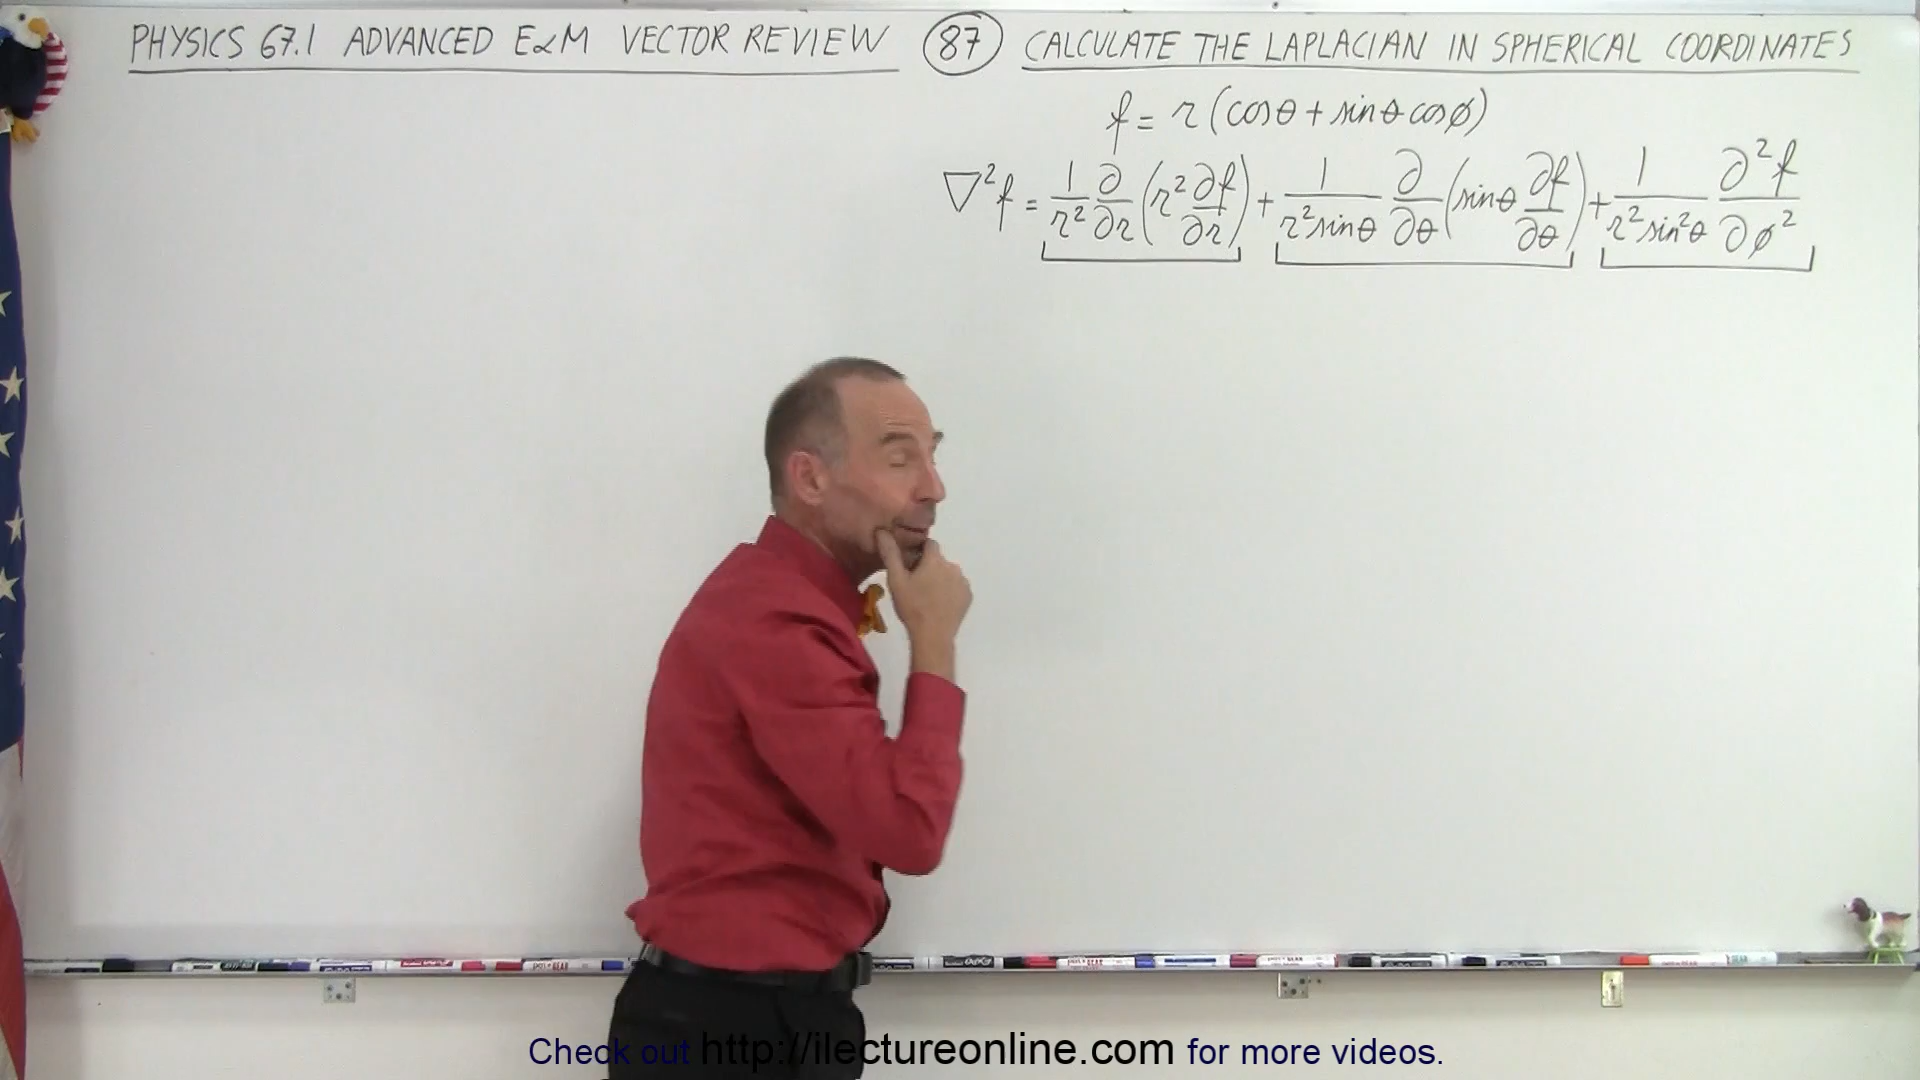 PHYSICS 67.1 ADVANCED E&M VECTOR REVIEW (87) CALCULATE THE LAPLACIAN IN SPHERICAL COORDINATES
f = r (cosθ + sinθ cosφ)
∇²f = 1/r² ∂/∂r (r² ∂f/∂r) + 1/(r² sinθ) ∂/∂θ (sinθ ∂f/∂θ) + 1/(r² sin²θ) ∂²f/∂φ²
Check out http://ilectureonline.com for more videos.